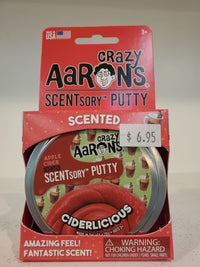 USA
3+
CRAZY
AARON'S®
SCENTSORY™ PUTTY
SCENTED
$ 6.95
APPLE
CIDER
CRAZY
AARON'S
SCENTSORY™ PUTTY
CIDERLICIOUS
AMAZING FEEL!
FANTASTIC SCENT!
WARNING:
CHOKING HAZARD